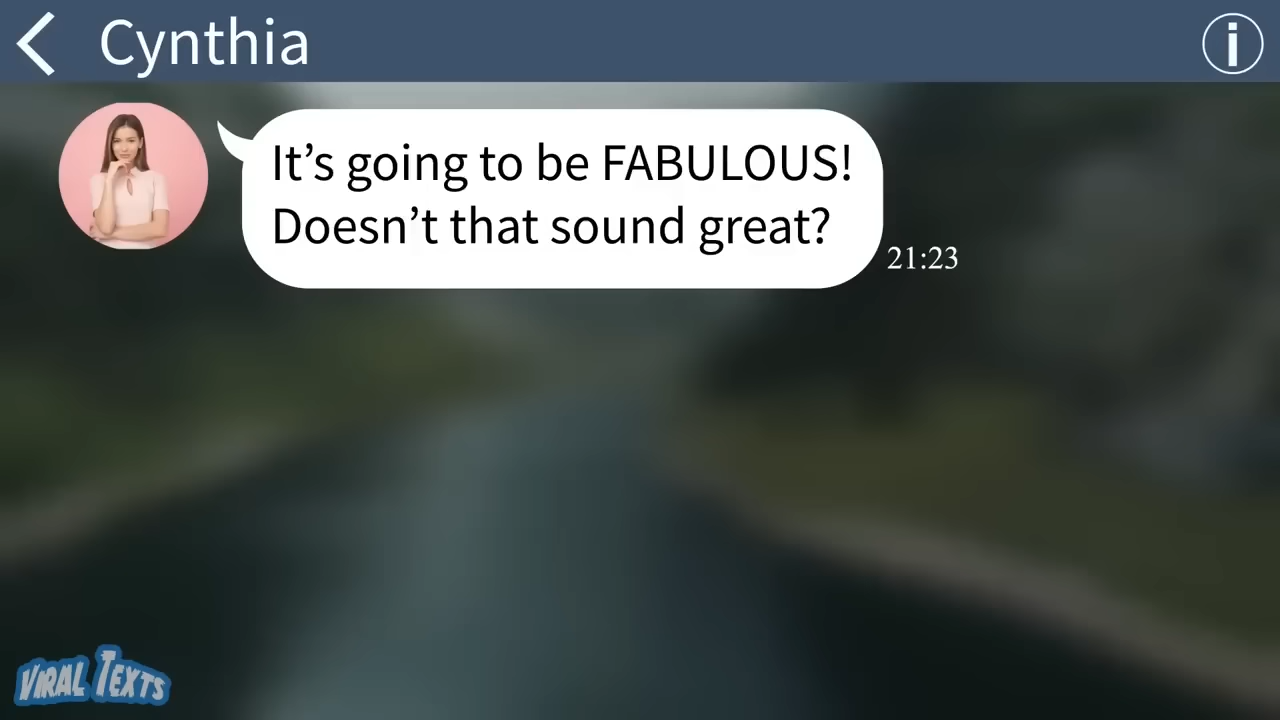 Cynthia
i
It's going to be FABULOUS!
Doesn't that sound great?
21:23
VIRAL TEXTS